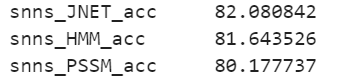 snns_JNET_acc 82.080842
snns_HMM_acc 81.643526
snns_PSSM_acc 80.177737